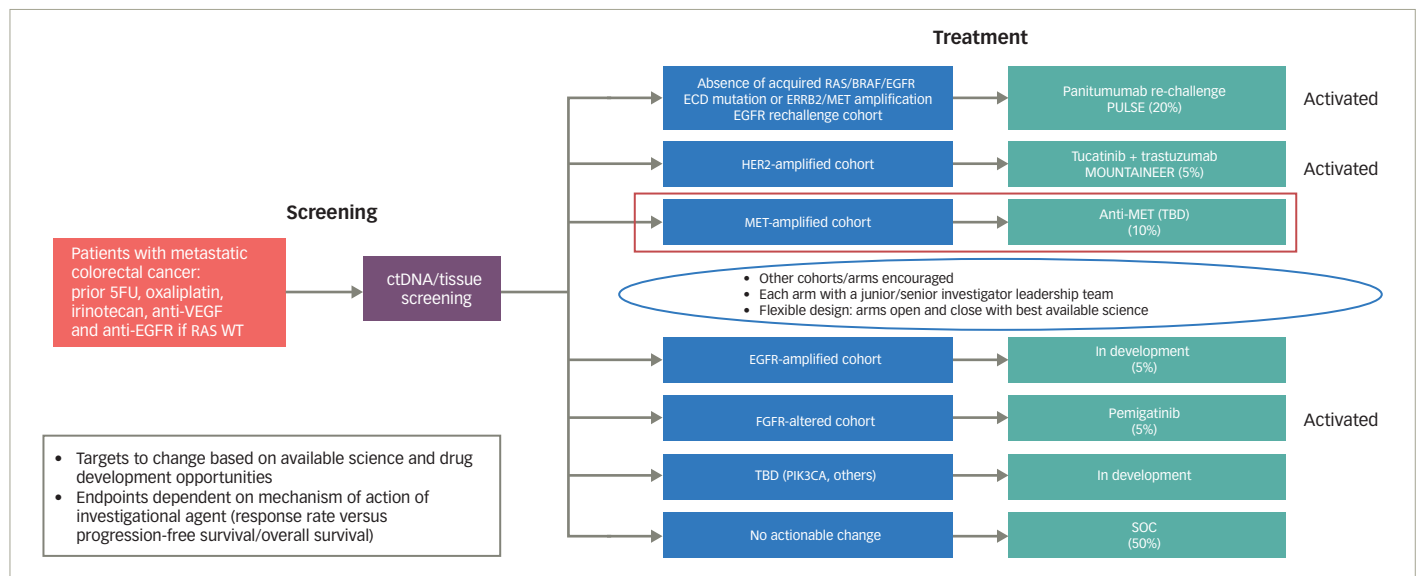 Treatment
Screening
Patients with metastatic
colorectal cancer:
prior 5FU, oxaliplatin,
irinotecan, anti-VEGF
and anti-EGFR if RAS WT
ctDNA/tissue
screening
Absence of acquired RAS/BRAF/EGFR
ECD mutation or ERRB2/MET amplification
EGFR rechallenge cohort
Panitumumab re-challenge
PULSE (20%)
Activated
HER2-amplified cohort
Tucatinib + trastuzumab
MOUNTAINEER (5%)
Activated
MET-amplified cohort
Anti-MET (TBD)
(10%)
• Other cohorts/arms encouraged
• Each arm with a junior/senior investigator leadership team
• Flexible design: arms open and close with best available science
EGFR-amplified cohort
In development
(5%)
FGFR-altered cohort
Pemigatinib
(5%)
Activated
TBD (PIK3CA, others)
In development
No actionable change
SOC
(50%)
• Targets to change based on available science and drug
development opportunities
• Endpoints dependent on mechanism of action of
investigational agent (response rate versus
progression-free survival/overall survival)